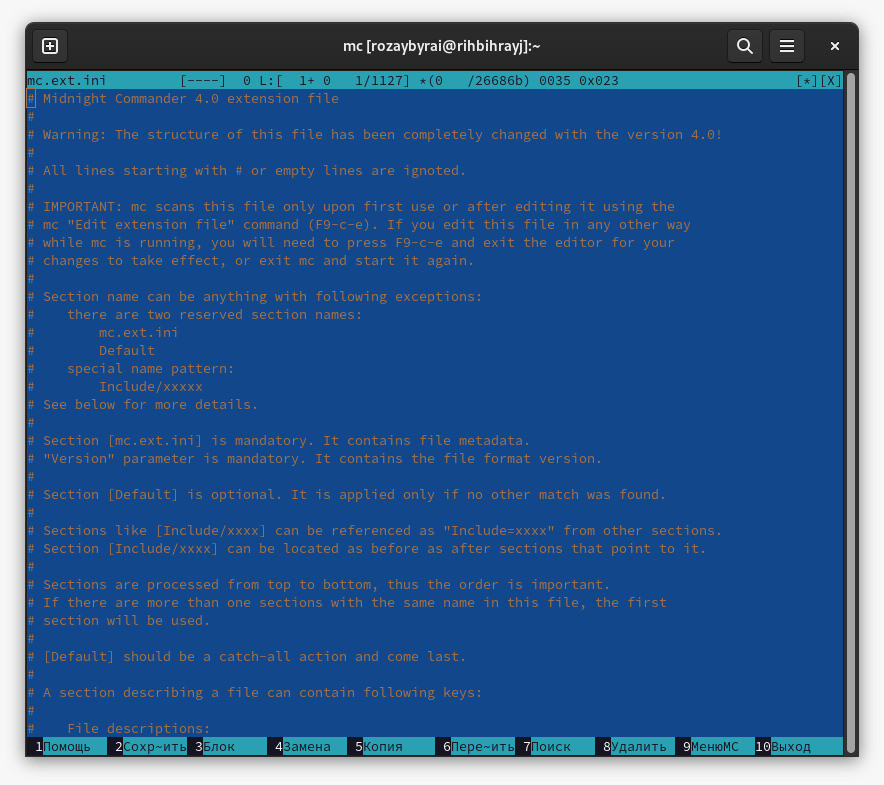 mc [rozaybyrai@rihbihrayj]:~
mc.ext.ini [----] 0 L:[ 1+ 0 1/1127] *(0 /26686b) 0035 0x023 [*][X]
# Midnight Commander 4.0 extension file
#
# Warning: The structure of this file has been completely changed with the version 4.0!
#
# All lines starting with # or empty lines are ignoted.
#
# IMPORTANT: mc scans this file only upon first use or after editing it using the
# mc "Edit extension file" command (F9-c-e). If you edit this file in any other way
# while mc is running, you will need to press F9-c-e and exit the editor for your
# changes to take effect, or exit mc and start it again.
#
# Section name can be anything with following exceptions:
#    there are two reserved section names:
#        mc.ext.ini
#        Default
#    special name pattern:
#        Include/xxxxx
# See below for more details.
#
# Section [mc.ext.ini] is mandatory. It contains file metadata.
# "Version" parameter is mandatory. It contains the file format version.
#
# Section [Default] is optional. It is applied only if no other match was found.
#
# Sections like [Include/xxxx] can be referenced as "Include=xxxx" from other sections.
# Section [Include/xxxx] can be located as before as after sections that point to it.
#
# Sections are processed from top to bottom, thus the order is important.
# If there are more than one sections with the same name in this file, the first
# section will be used.
#
# [Default] should be a catch-all action and come last.
#
# A section describing a file can contain following keys:
#
#    File descriptions:
1Помощь 2Сохр~ить 3Блок 4Замена 5Копия 6Пере~ить 7Поиск 8Удалить 9МенюMC 10Выход